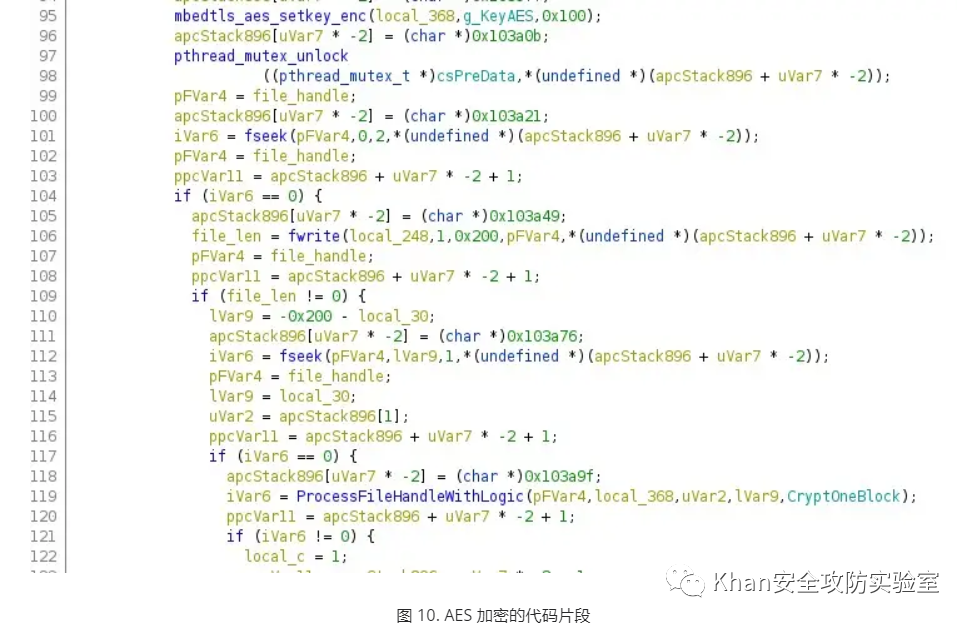 95 mbedtls_aes_setkey_enc(local_368,g_KeyAES,0x100);
96 apcStack896[uVar7 * -2] = (char *)0x103a0b;
97 pthread_mutex_unlock
98 ((pthread_mutex_t *)csPreData,*(undefined *)(apcStack896 + uVar7 * -2));
99 pFVar4 = file_handle;
100 apcStack896[uVar7 * -2] = (char *)0x103a21;
101 iVar6 = fseek(pFVar4,0,2,*(undefined *)(apcStack896 + uVar7 * -2));
102 pFVar4 = file_handle;
103 ppcVar11 = apcStack896 + uVar7 * -2 + 1;
104 if (iVar6 == 0) {
105 apcStack896[uVar7 * -2] = (char *)0x103a49;
106 file_len = fwrite(local_248,1,0x200,pFVar4,*(undefined *)(apcStack896 + uVar7 * -2));
107 pFVar4 = file_handle;
108 ppcVar11 = apcStack896 + uVar7 * -2 + 1;
109 if (file_len != 0) {
110 lVar9 = -0x200 - local_30;
111 apcStack896[uVar7 * -2] = (char *)0x103a76;
112 iVar6 = fseek(pFVar4,lVar9,1,*(undefined *)(apcStack896 + uVar7 * -2));
113 pFVar4 = file_handle;
114 lVar9 = local_30;
115 uVar2 = apcStack896[1];
116 ppcVar11 = apcStack896 + uVar7 * -2 + 1;
117 if (iVar6 == 0) {
118 apcStack896[uVar7 * -2] = (char *)0x103a9f;
119 iVar6 = ProcessFileHandleWithLogic(pFVar4,local_368,uVar2,lVar9,CryptOneBlock);
120 ppcVar11 = apcStack896 + uVar7 * -2 + 1;
121 if (iVar6 != 0) {
122 local_c = 1;
Khan安全攻防实验室
图 10. AES 加密的代码片段